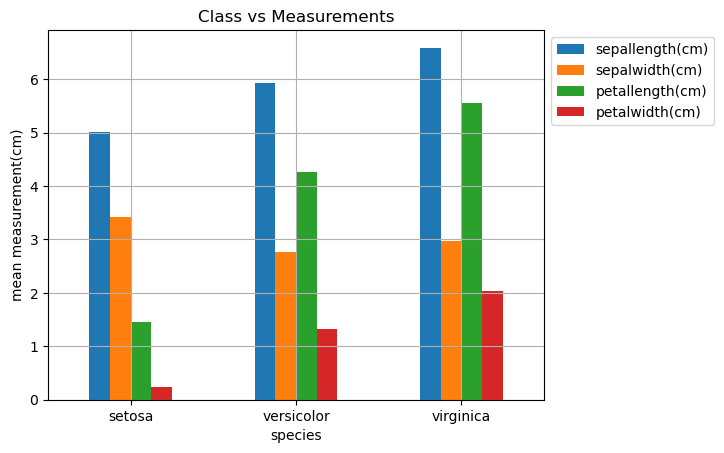 Class vs Measurements
sepallength(cm)
sepalwidth(cm)
petallength(cm)
petalwidth(cm)
mean measurement(cm)
6
5
4
3
2
1
0
setosa versicolor virginica
species